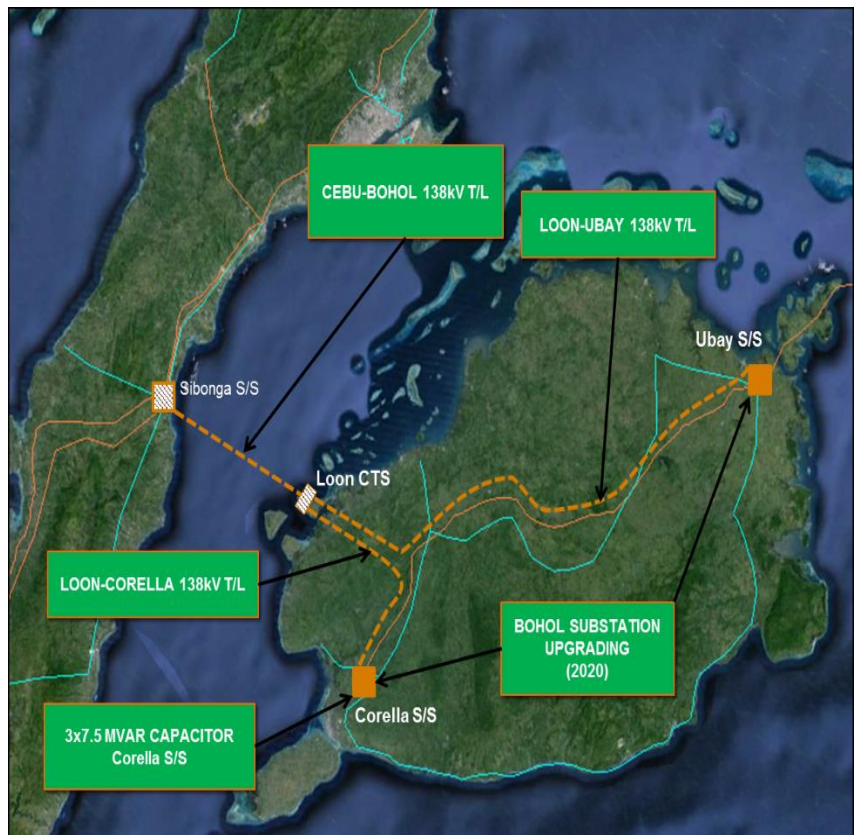 CEBU-BOHOL 138kV T/L
LOON-UBAY 138kV T/L
Ubay S/S
Sibonga S/S
Loon CTS
LOON-CORELLA 138kV T/L
BOHOL SUBSTATION
UPGRADING
(2020)
Corella S/S
3x7.5 MVAR CAPACITOR
Corella S/S